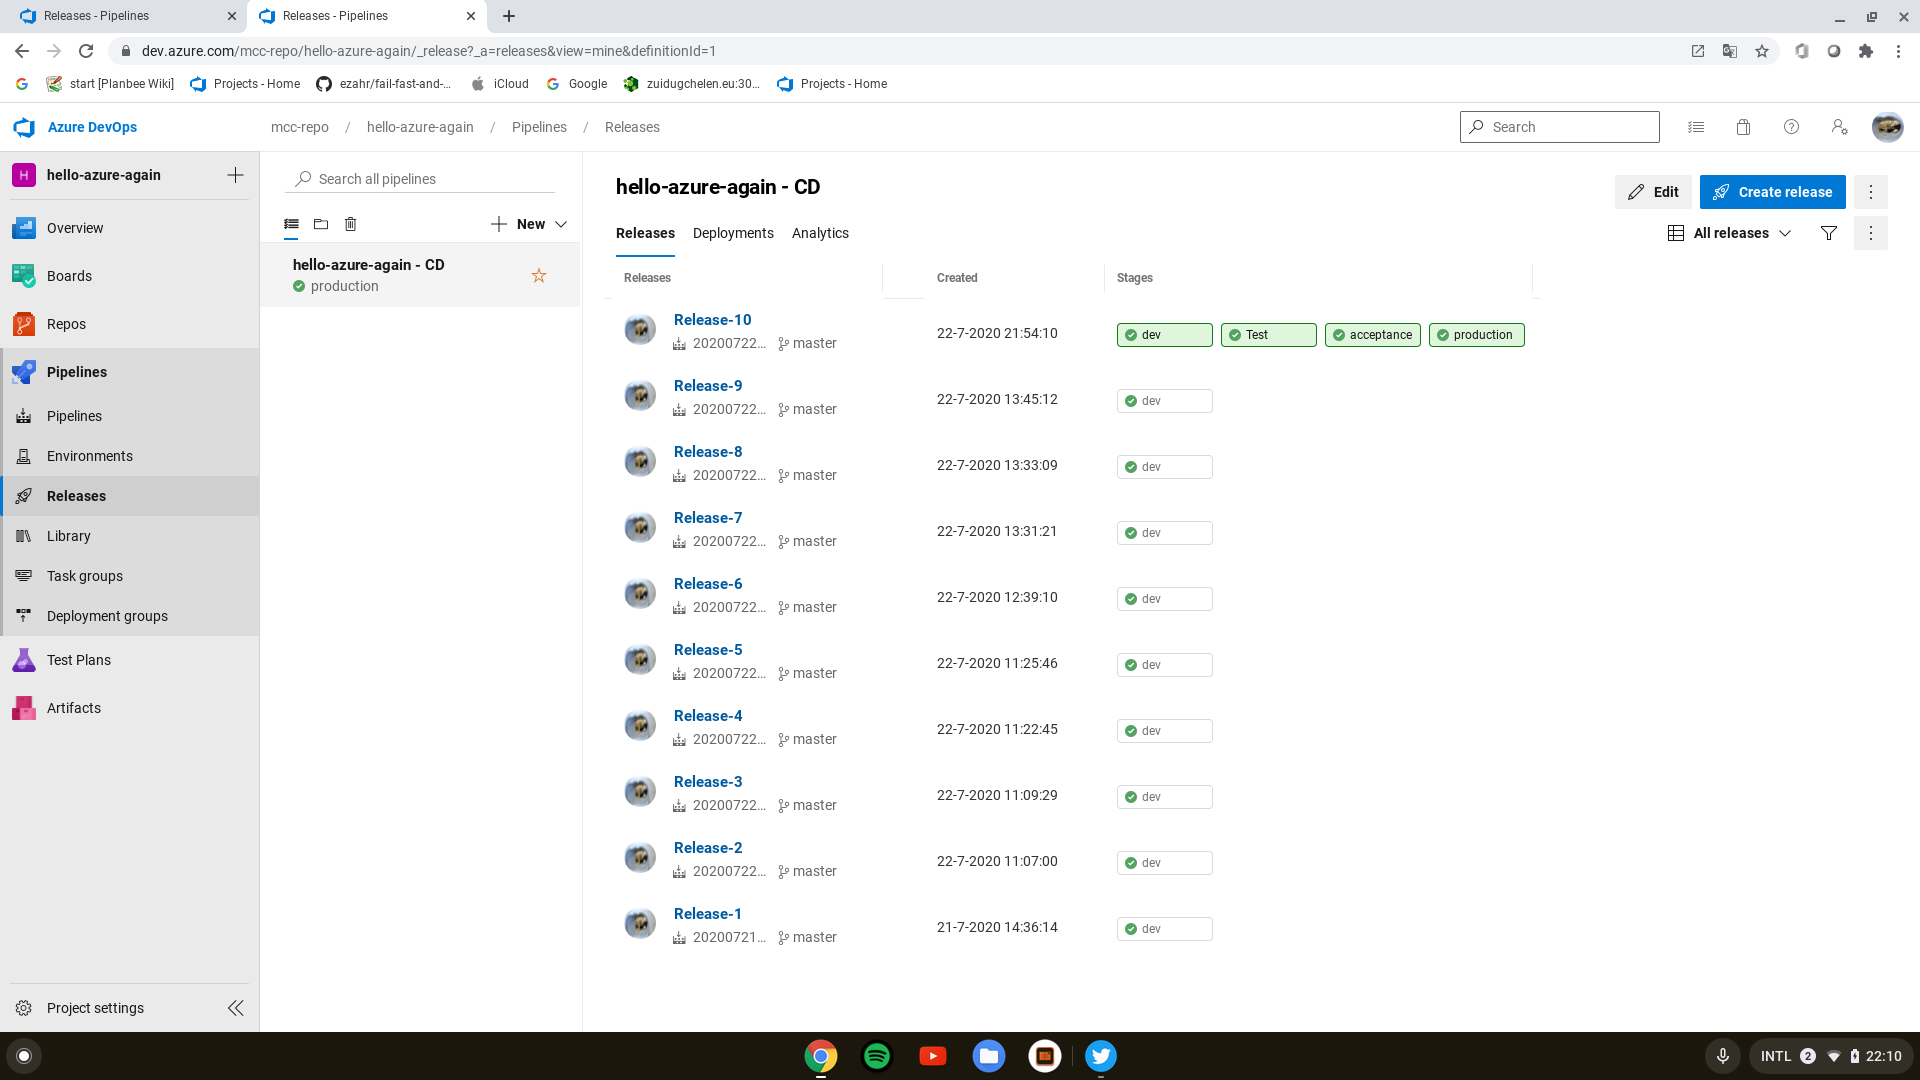 Releases - Pipelines
Releases - Pipelines
dev.azure.com/mcc-repo/hello-azure-again/_release?_a=releases&view=mine&definitionId=1
start [Planbee Wiki]
Projects - Home
ezahr/fail-fast-and-...
iCloud
Google
zuidugchelen.eu:30...
Projects - Home
Azure DevOps
mcc-repo / hello-azure-again / Pipelines / Releases
Search
H
hello-azure-again
Overview
Boards
Repos
Pipelines
Pipelines
Environments
Releases
Library
Task groups
Deployment groups
Test Plans
Artifacts
Project settings
Search all pipelines
New
hello-azure-again - CD
production
hello-azure-again - CD
Edit
Create release
Releases
Deployments
Analytics
All releases
Releases Created Stages
Release-10
20200722... master
22-7-2020 21:54:10
dev Test acceptance production
Release-9
20200722... master
22-7-2020 13:45:12
dev
Release-8
20200722... master
22-7-2020 13:33:09
dev
Release-7
20200722... master
22-7-2020 13:31:21
dev
Release-6
20200722... master
22-7-2020 12:39:10
dev
Release-5
20200722... master
22-7-2020 11:25:46
dev
Release-4
20200722... master
22-7-2020 11:22:45
dev
Release-3
20200722... master
22-7-2020 11:09:29
dev
Release-2
20200722... master
22-7-2020 11:07:00
dev
Release-1
20200721... master
21-7-2020 14:36:14
dev
INTL 2 22:10